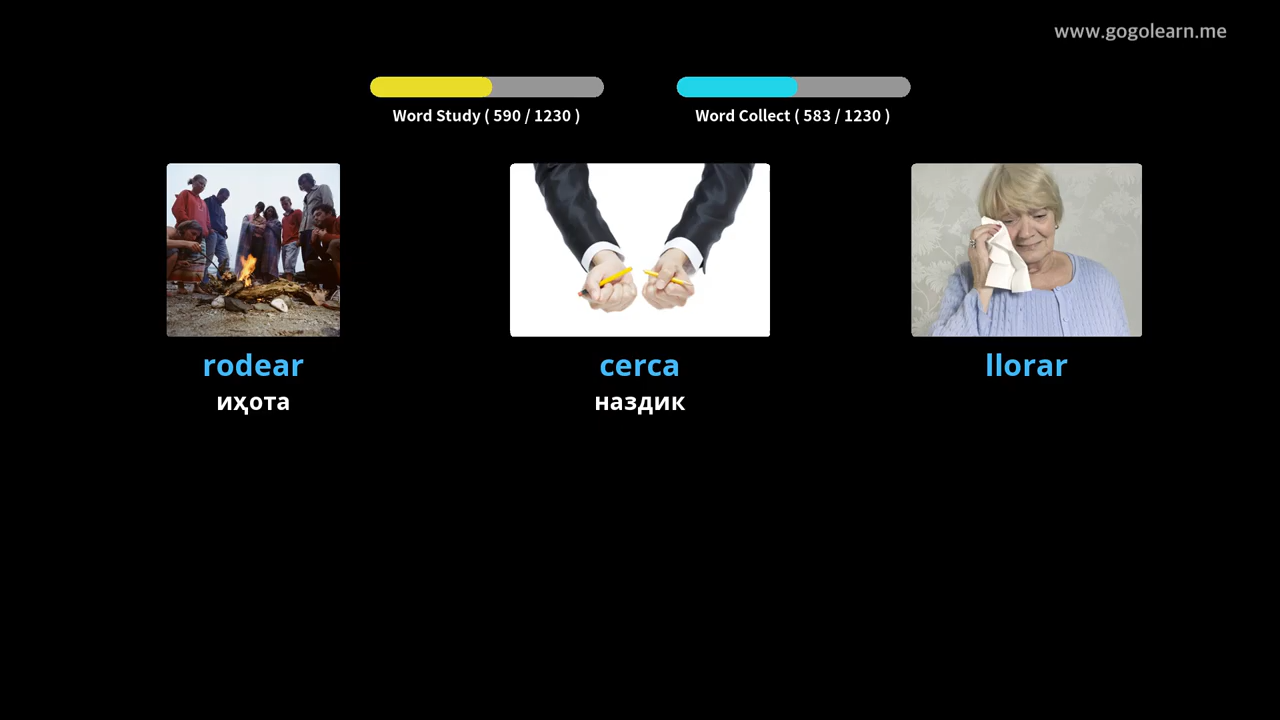 www.gogolearn.me
Word Study ( 590 / 1230 )
Word Collect ( 583 / 1230 )
rodear
cerca
llorar
иҳота
наздик